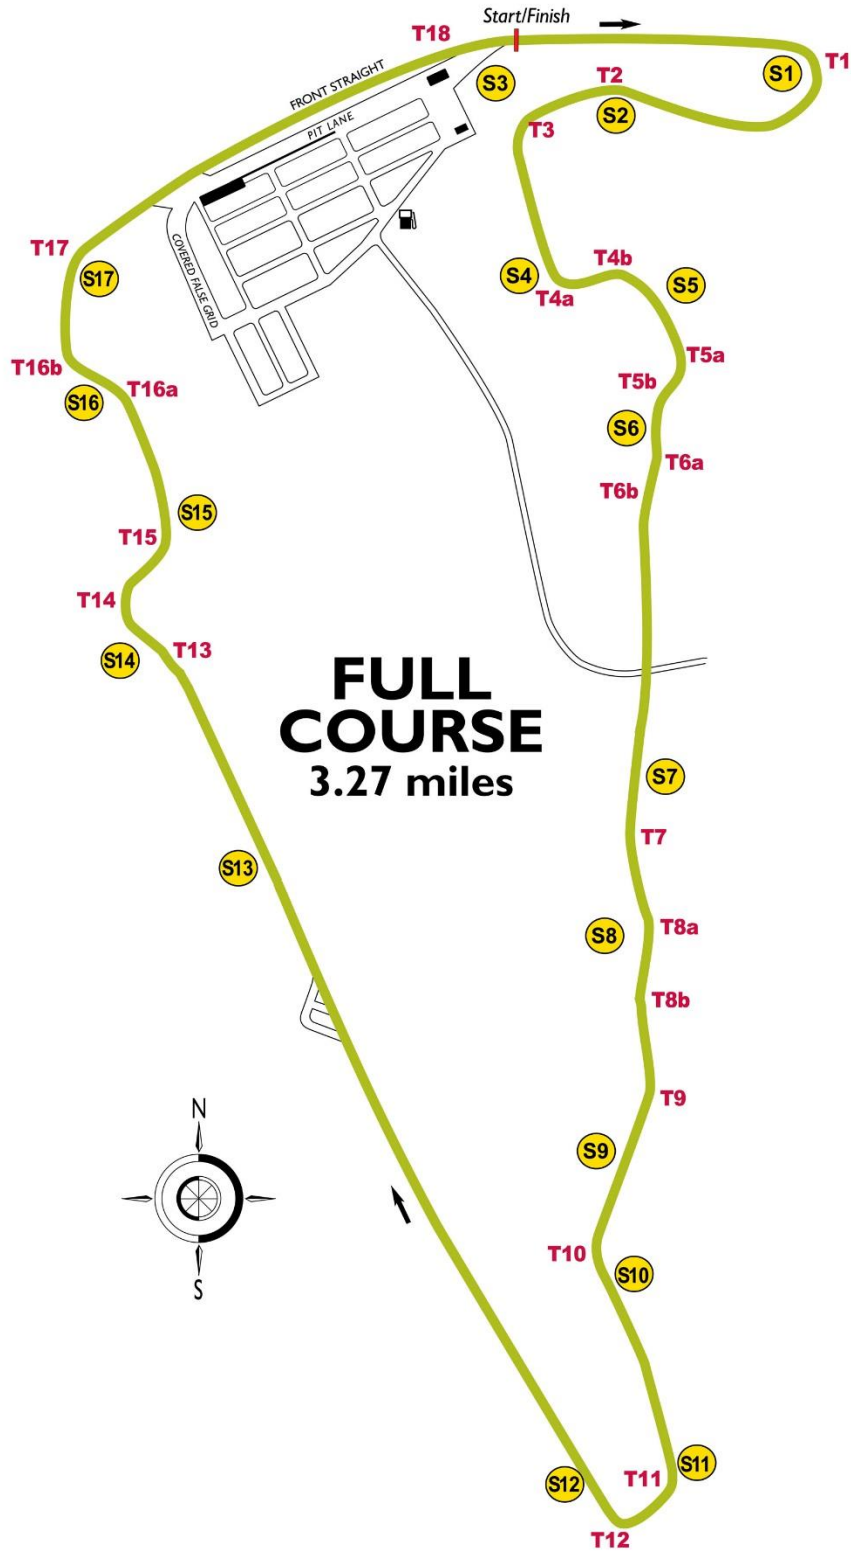 Start/Finish
T18
T1
S1
S3
T2
FRONT STRAIGHT
S2
PIT LANE
T3
T17
COVERED FALSE GRID
S17
S4
T4b
S5
T4a
T5a
T16b
T5b
T16a
S16
S6
T6a
T6b
S15
T15
T14
T13
S14
FULL
COURSE
3.27 miles
S7
T7
S13
T8a
S8
T8b
T9
N
S9
T10
S10
S
S11
T11
S12
T12